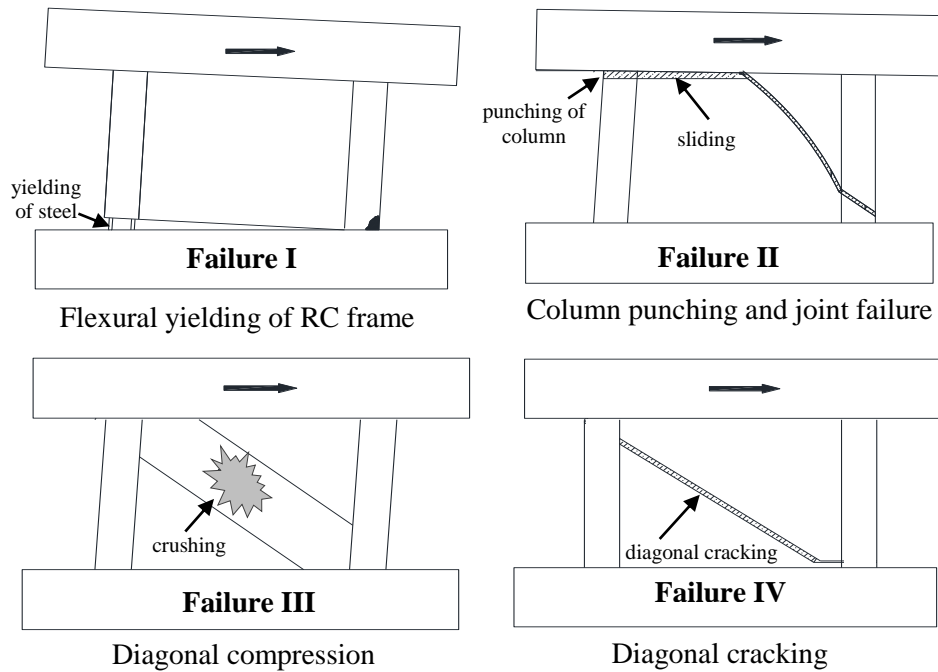 yielding
of steel
Failure I
Flexural yielding of RC frame
punching of
column
sliding
Failure II
Column punching and joint failure
crushing
Failure III
Diagonal compression
diagonal cracking
Failure IV
Diagonal cracking